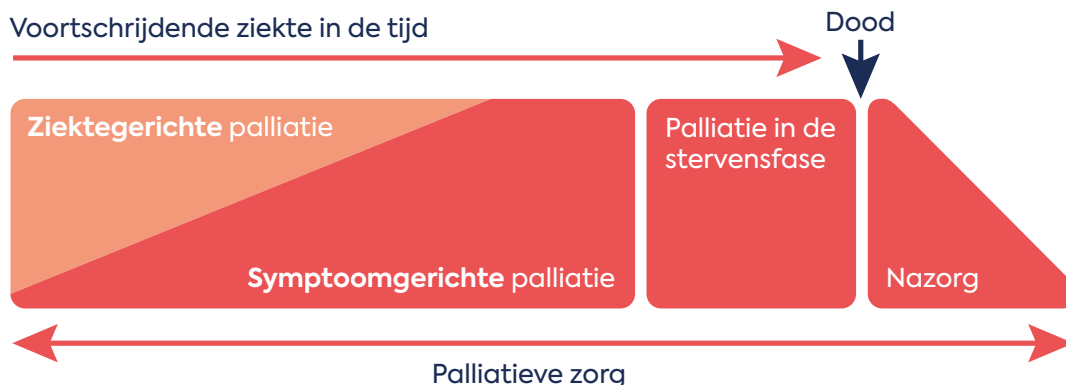 Voortschrijdende ziekte in de tijd
Dood
Ziektegerichte palliatie
Palliatie in de
stervensfase
Symptoomgerichte palliatie
Nazorg
Palliatieve zorg